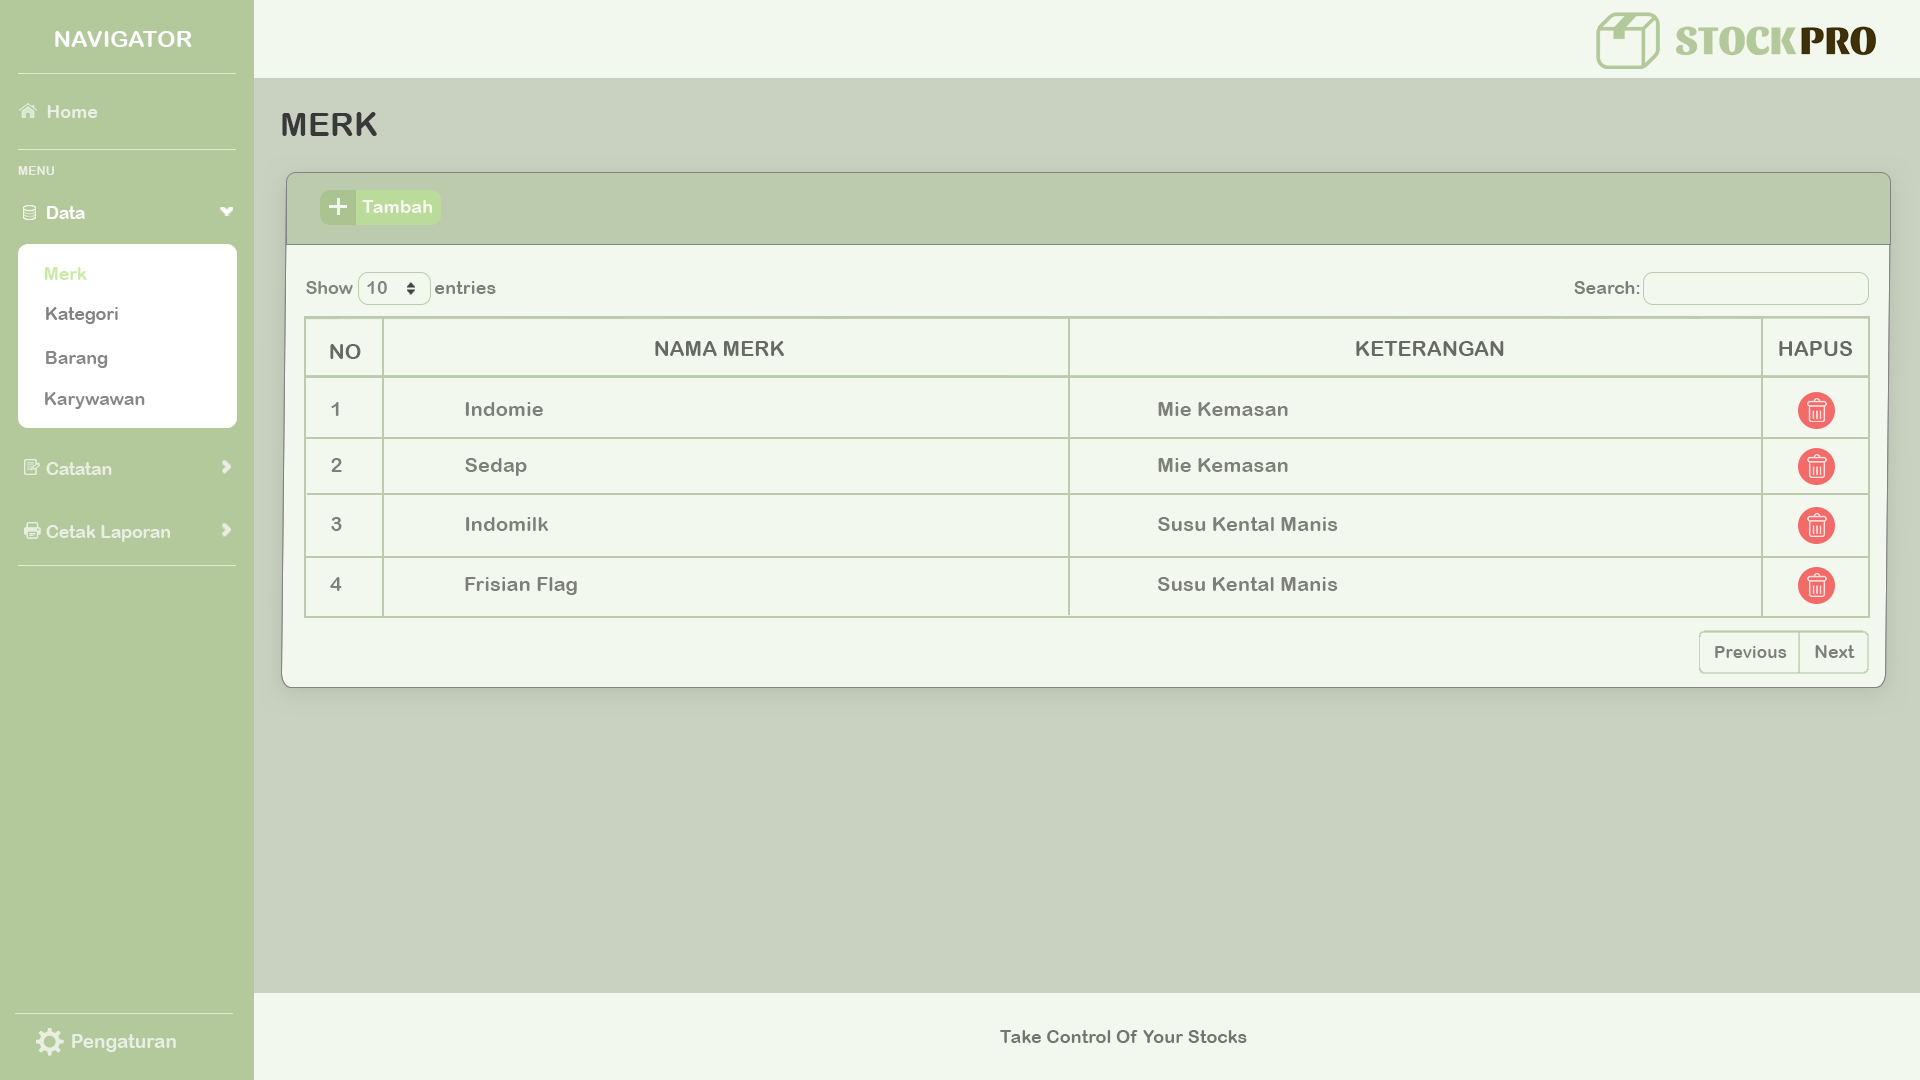 NAVIGATOR
STOCKPRO
Home
MENU
Data
Merk
Kategori
Barang
Karywawan
Catatan
Cetak Laporan
Pengaturan
MERK
Tambah
Show 10 entries
Search:
NO NAMA MERK KETERANGAN HAPUS
1 Indomie Mie Kemasan
2 Sedap Mie Kemasan
3 Indomilk Susu Kental Manis
4 Frisian Flag Susu Kental Manis
Previous Next
Take Control Of Your Stocks